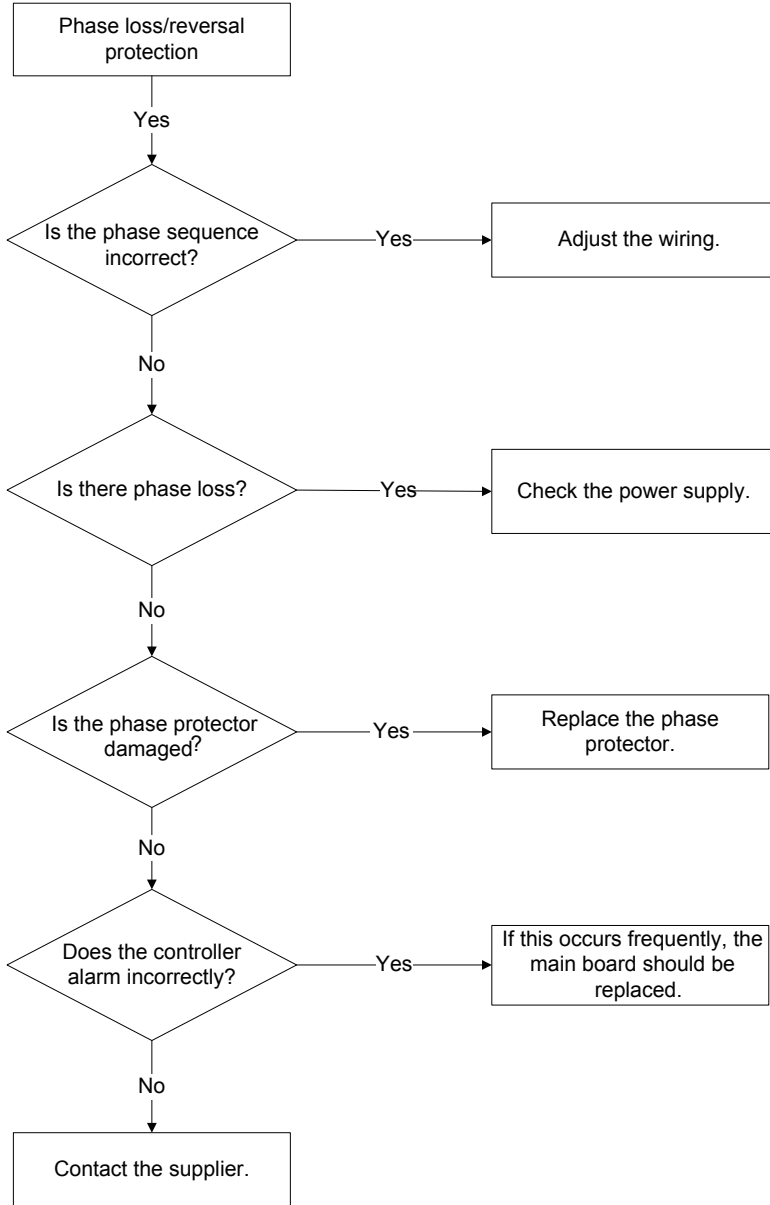 Phase loss/reversal
protection
Yes
Is the phase sequence
incorrect?
Yes
Adjust the wiring.
No
Is there phase loss?
Yes
Check the power supply.
No
Is the phase protector
damaged?
Yes
Replace the phase
protector.
No
Does the controller
alarm incorrectly?
Yes
If this occurs frequently, the
main board should be
replaced.
No
Contact the supplier.